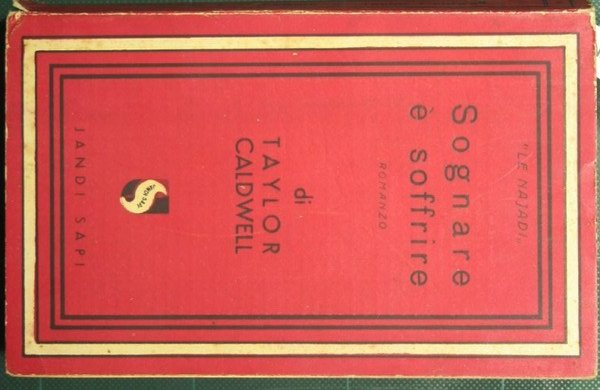 "LE NAJADI"
Sognare
è soffrire
ROMANZO
di
TAYLOR
CALDWELL
JANDI SAPI